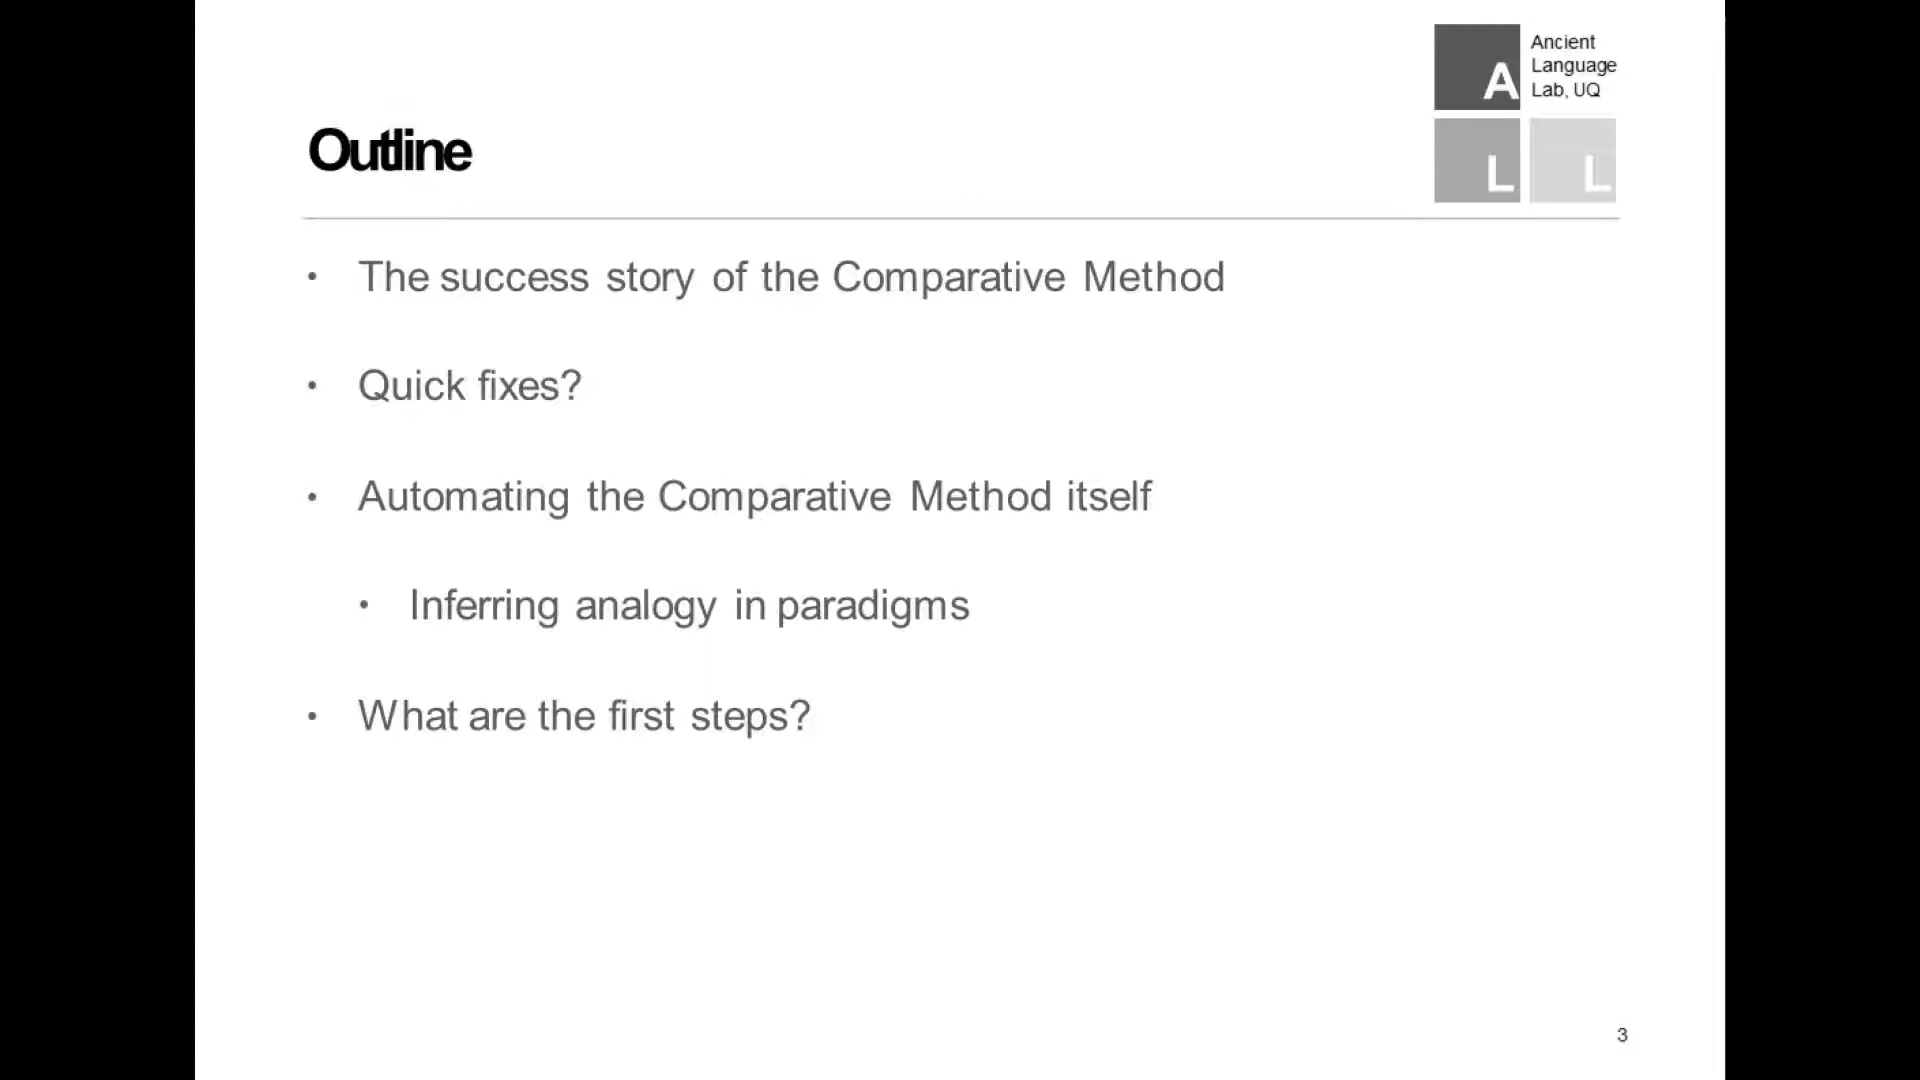 Ancient
Language
Lab, UQ
A
L L
Outline
• The success story of the Comparative Method
• Quick fixes?
• Automating the Comparative Method itself
• Inferring analogy in paradigms
• What are the first steps?
3